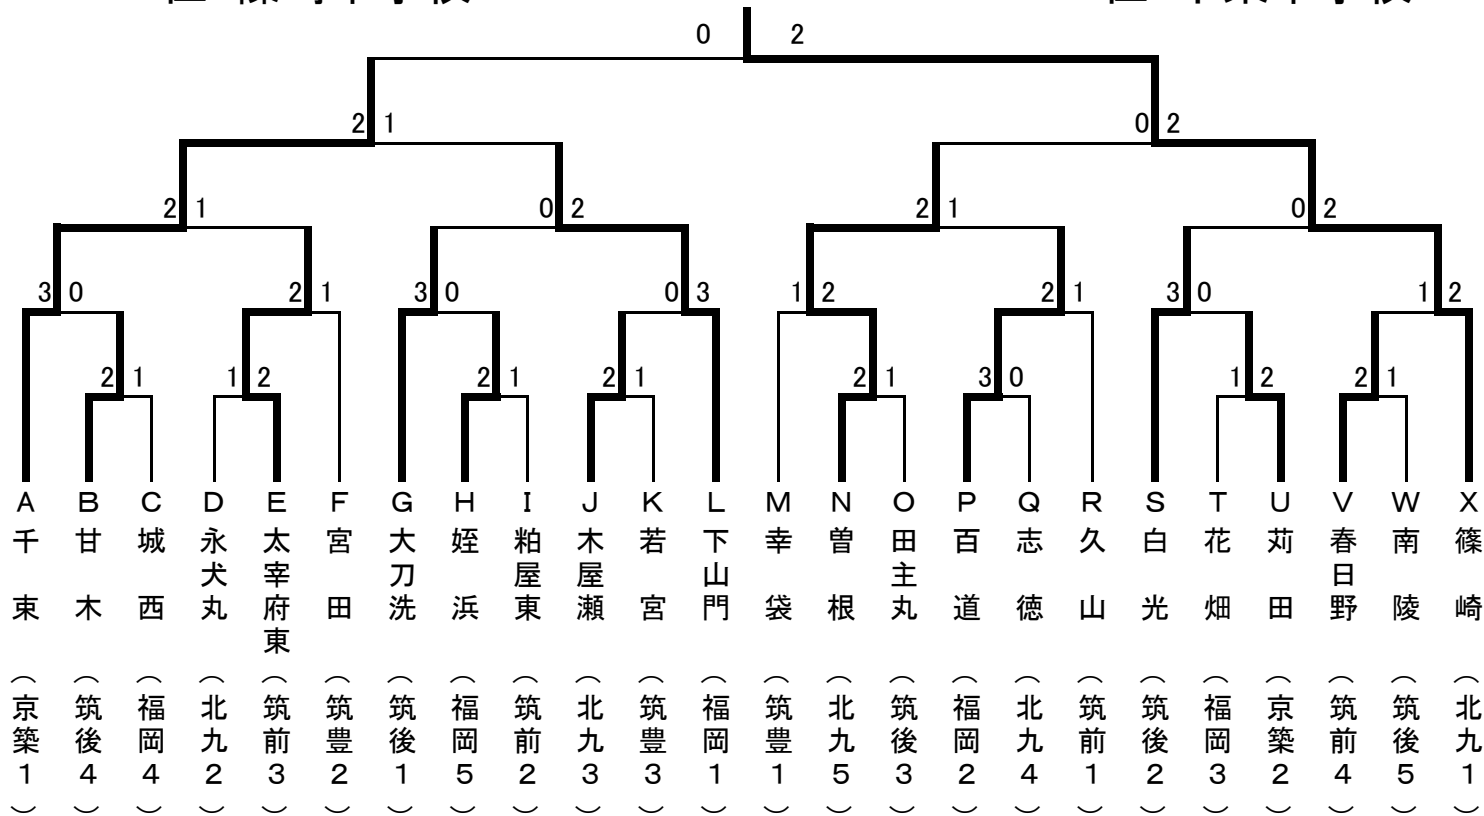 0 2
2 1 0 2
2 1 0 2 2 1 0 2
3 0 2 1 3 0 0 3 1 2 2 1 3 0 1 2
2 1 1 2 2 1 2 1 2 1 3 0 1 2 2 1
A B C D E F G H I J K L M N O P Q R S T U V W X
千東（京築1）
甘木（筑後4）
城西（福岡4）
永犬丸（北九2）
太宰府東（筑前3）
宮田（筑豊2）
大刀洗（筑後1）
姪浜（福岡5）
粕屋東（筑前2）
木屋瀬（北九3）
若宮（筑豊3）
下山門（福岡1）
幸袋（筑豊1）
曽根（北九5）
田主丸（筑後3）
百道（福岡2）
志徳（北九4）
久山（筑前1）
白光（筑後2）
花畑（福岡3）
苅田（京築2）
春日野（筑前4）
南陵（筑後5）
篠崎（北九1）